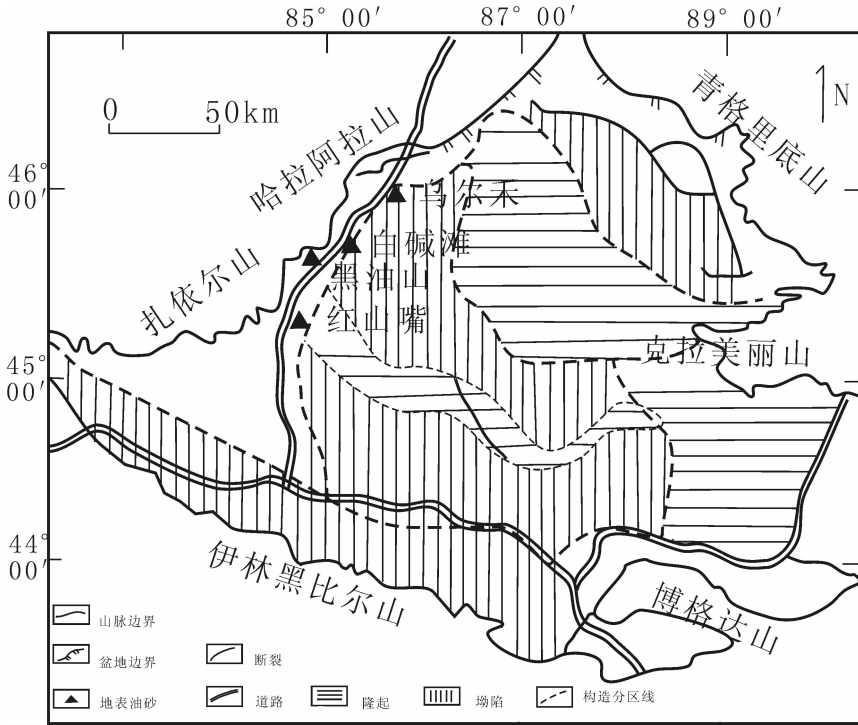 85° 00′ 87° 00′ 89° 00′
0 50km
N
青格里底山
哈拉阿拉山
46°
00′
乌尔禾
白碱滩
黑油山
扎依尔山
红山嘴
克拉美丽山
45°
00′
44°
00′
伊林黑比尔山
博格达山
山脉边界
盆地边界 断裂
地表油砂 道路 隆起 坳陷 构造分区线